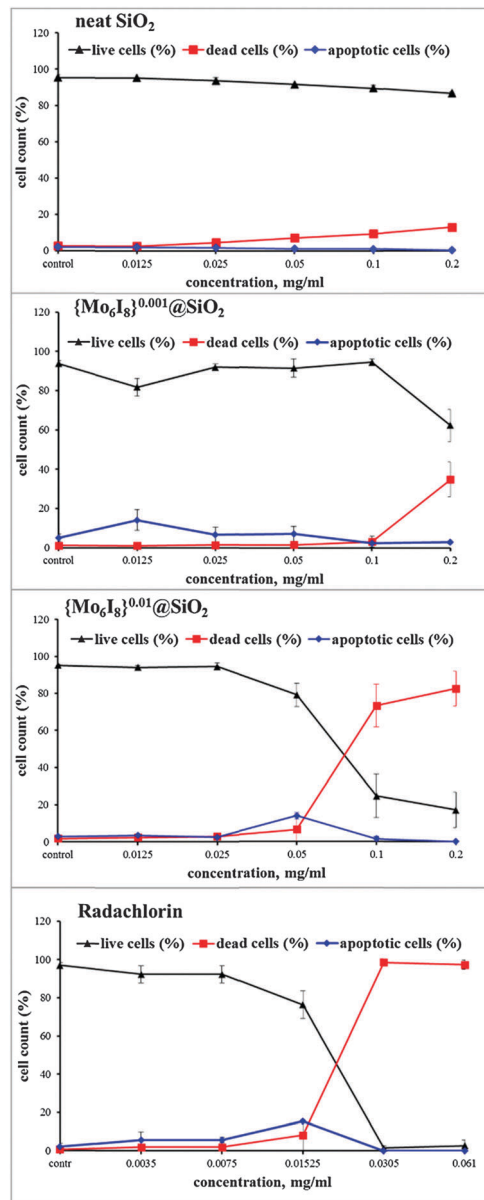 neat SiO₂
live cells (%) dead cells (%) apoptotic cells (%)
120
100
80
60
40
20
0
cell count (%)
control 0.0125 0.025 0.05 0.1 0.2
concentration, mg/ml
{Mo₆I₈}⁰·⁰⁰¹@SiO₂
live cells (%) dead cells (%) apoptotic cells (%)
120
100
80
60
40
20
0
cell count (%)
control 0.0125 0.025 0.05 0.1 0.2
concentration, mg/ml
{Mo₆I₈}⁰·⁰¹@SiO₂
live cells (%) dead cells (%) apoptotic cells (%)
120
100
80
60
40
20
0
cell count (%)
control 0.0125 0.025 0.05 0.1 0.2
concentration, mg/ml
Radachlorin
live cells (%) dead cells (%) apoptotic cells (%)
120
100
80
60
40
20
0
cell count (%)
contr 0.0035 0.0075 0.01525 0.0305 0.061
concentration, mg/ml